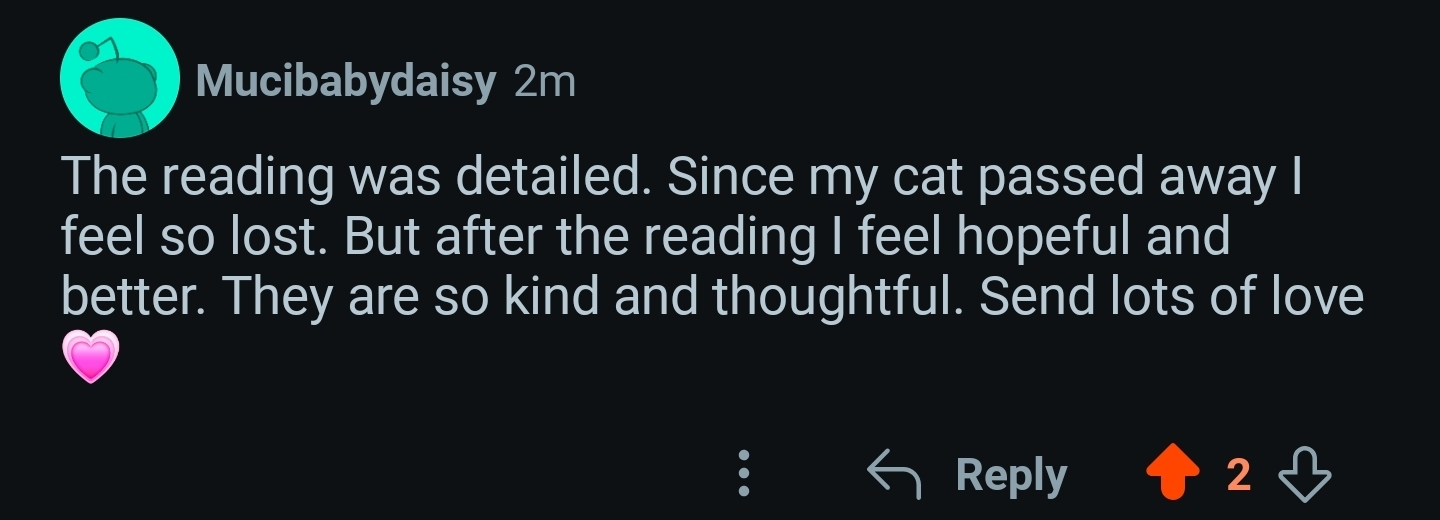 Mucibabydaisy 2m
The reading was detailed. Since my cat passed away I
feel so lost. But after the reading I feel hopeful and
better. They are so kind and thoughtful. Send lots of love
💗
Reply 2